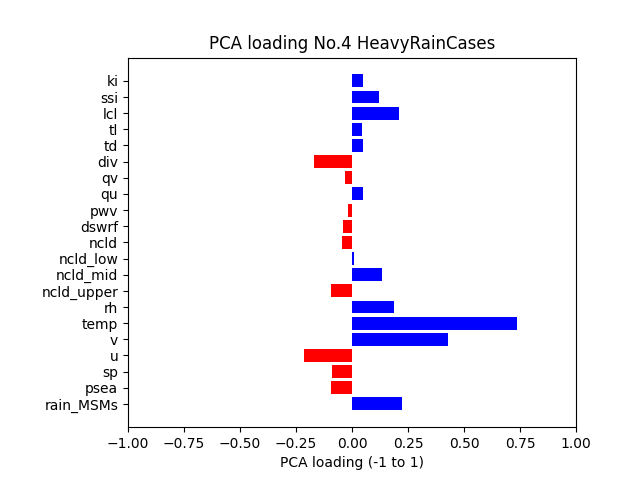 PCA loading No.4 HeavyRainCases
ki
ssi
lcl
tl
td
div
qv
qu
pwv
dswrf
ncld
ncld_low
ncld_mid
ncld_upper
rh
temp
v
u
sp
psea
rain_MSMs
−1.00 −0.75 −0.50 −0.25 0.00 0.25 0.50 0.75 1.00
PCA loading (-1 to 1)